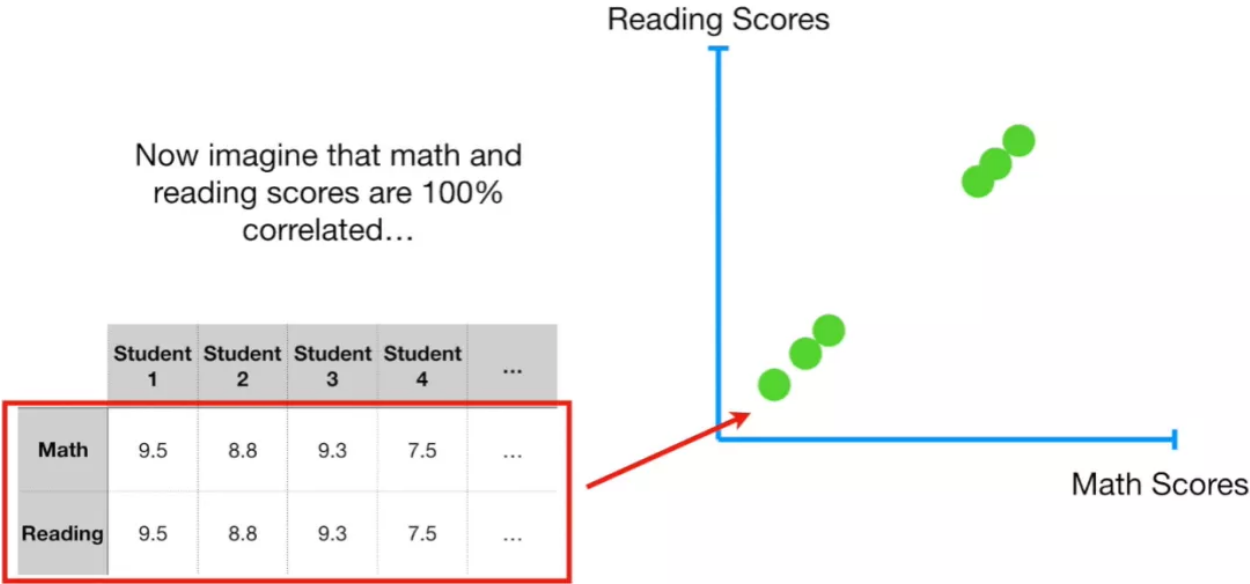 Reading Scores
Now imagine that math and
reading scores are 100%
correlated...
Student Student Student Student ...
1 2 3 4
Math 9.5 8.8 9.3 7.5 ...
Reading 9.5 8.8 9.3 7.5 ...
Math Scores